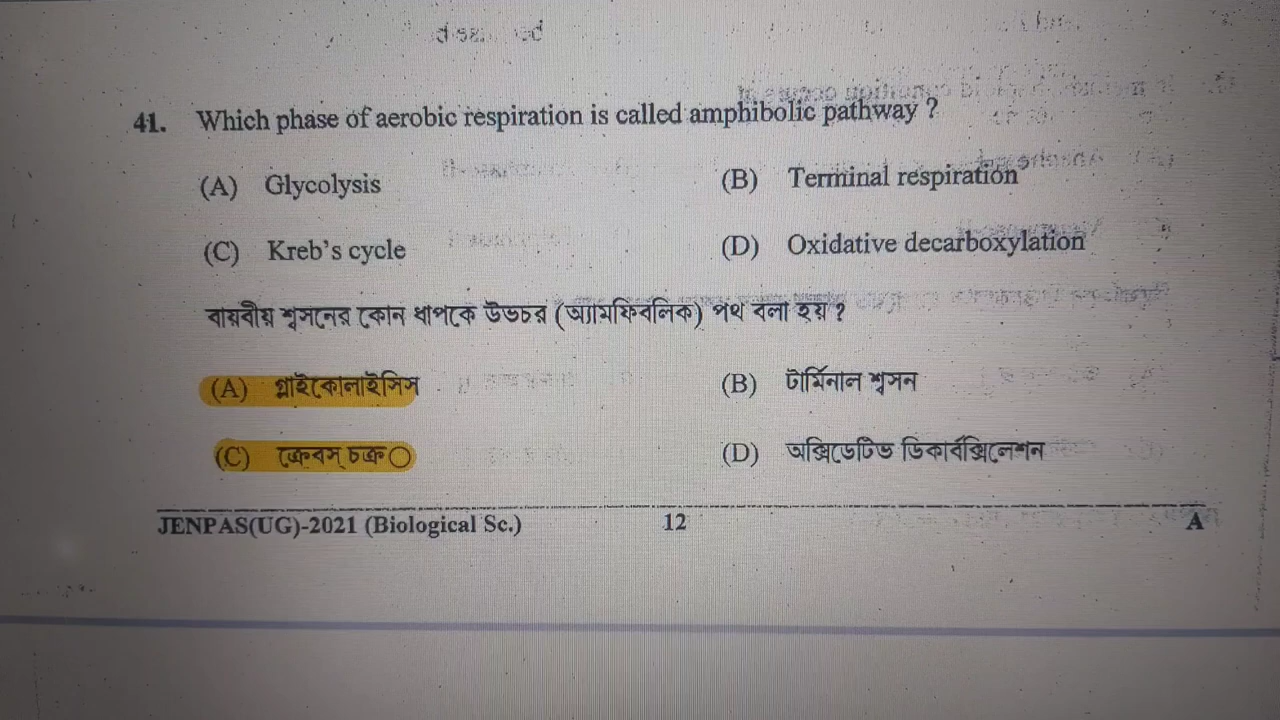 41. Which phase of aerobic respiration is called amphibolic pathway ?
(A) Glycolysis (B) Terminal respiration
(C) Kreb's cycle (D) Oxidative decarboxylation
বায়বীয় শ্বসনের কোন ধাপকে উভচর (অ্যামফিবলিক) পথ বলা হয় ?
(A) গ্লাইকোলাইসিস (B) টার্মিনাল শ্বসন
(C) ক্রেবস্ চক্র (D) অক্সিডেটিভ ডিকার্বক্সিলেশন
JENPAS(UG)-2021 (Biological Sc.) 12 A